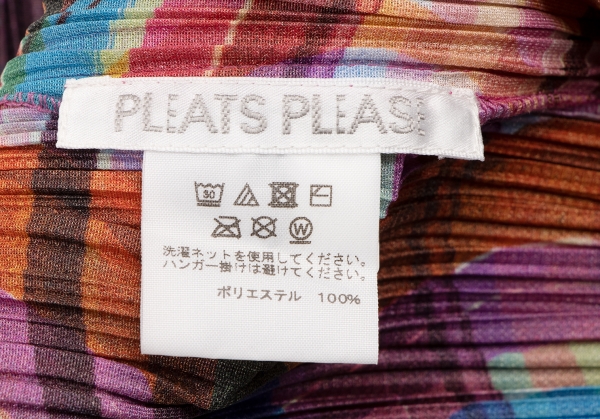 PLEATS PLEASE
30
W
洗濯ネットを使用してください。
ハンガー掛けは避けてください。
ポリエステル 100%